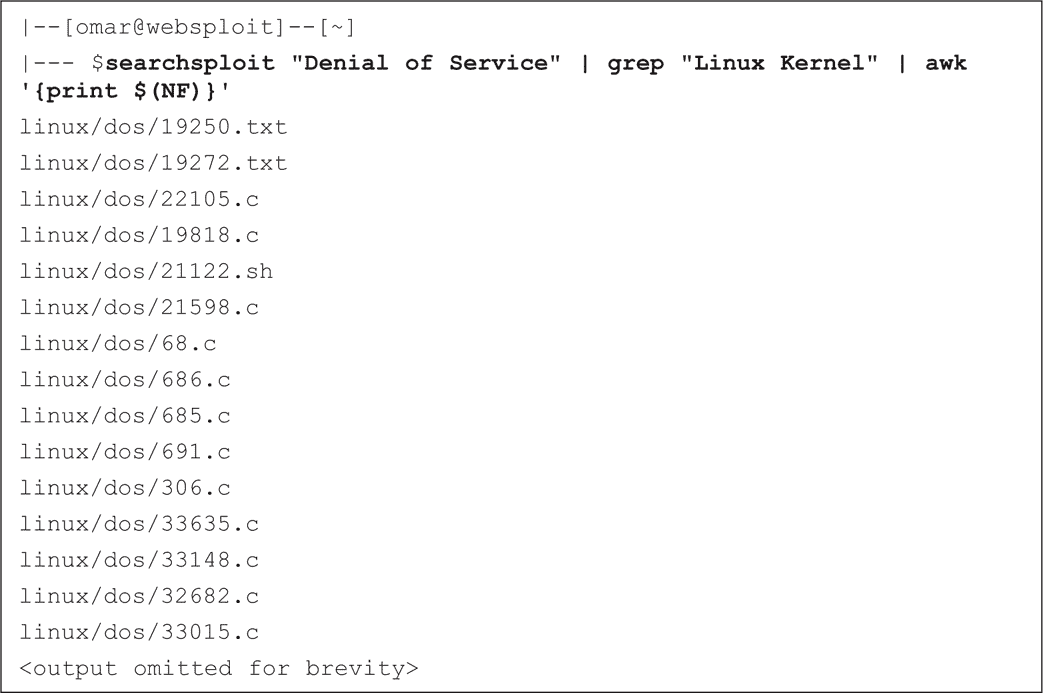 |--[omar@websploit]--[~]
|--- $searchsploit "Denial of Service" | grep "Linux Kernel" | awk
'{print $(NF)}'
linux/dos/19250.txt
linux/dos/19272.txt
linux/dos/22105.c
linux/dos/19818.c
linux/dos/21122.sh
linux/dos/21598.c
linux/dos/68.c
linux/dos/686.c
linux/dos/685.c
linux/dos/691.c
linux/dos/306.c
linux/dos/33635.c
linux/dos/33148.c
linux/dos/32682.c
linux/dos/33015.c
<output omitted for brevity>